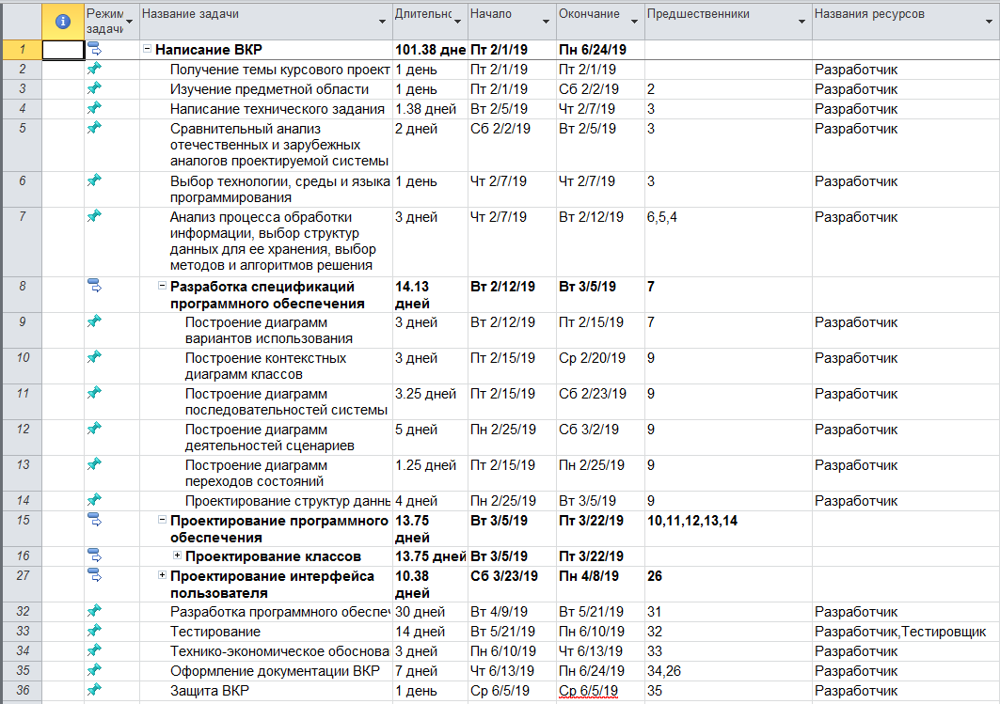 Режим задачи Название задачи Длительнс Начало Окончание Предшественники Названия ресурсов
1 Написание ВКР 101.38 дне Пт 2/1/19 Пн 6/24/19
2 Получение темы курсового проект 1 день Пт 2/1/19 Пт 2/1/19 Разработчик
3 Изучение предметной области 1 день Пт 2/1/19 Сб 2/2/19 2 Разработчик
4 Написание технического задания 1.38 дней Вт 2/5/19 Чт 2/7/19 3 Разработчик
5 Сравнительный анализ 2 дней Сб 2/2/19 Вт 2/5/19 3 Разработчик
отечественных и зарубежных
аналогов проектируемой системы
6 Выбор технологии, среды и языка 1 день Чт 2/7/19 Чт 2/7/19 3 Разработчик
программирования
7 Анализ процесса обработки 3 дней Чт 2/7/19 Вт 2/12/19 6,5,4 Разработчик
информации, выбор структур
данных для ее хранения, выбор
методов и алгоритмов решения
8 Разработка спецификаций 14.13 Вт 2/12/19 Вт 3/5/19 7
программного обеспечения дней
9 Построение диаграмм 3 дней Вт 2/12/19 Пт 2/15/19 7 Разработчик
вариантов использования
10 Построение контекстных 3 дней Пт 2/15/19 Ср 2/20/19 9 Разработчик
диаграмм классов
11 Построение диаграмм 3.25 дней Пт 2/15/19 Сб 2/23/19 9 Разработчик
последовательностей системы
12 Построение диаграмм 5 дней Пн 2/25/19 Сб 3/2/19 9 Разработчик
деятельностей сценариев
13 Построение диаграмм 1.25 дней Пт 2/15/19 Пн 2/25/19 9 Разработчик
переходов состояний
14 Проектирование структур данны 4 дней Пн 2/25/19 Вт 3/5/19 9 Разработчик
15 Проектирование программного 13.75 Вт 3/5/19 Пт 3/22/19 10,11,12,13,14
обеспечения дней
16 Проектирование классов 13.75 дней Вт 3/5/19 Пт 3/22/19
27 Проектирование интерфейса 10.38 Сб 3/23/19 Пн 4/8/19 26
пользователя дней
32 Разработка программного обеспеч 30 дней Вт 4/9/19 Вт 5/21/19 31 Разработчик
33 Тестирование 14 дней Вт 5/21/19 Пн 6/10/19 32 Разработчик,Тестировщик
34 Технико-экономическое обоснова 3 дней Пн 6/10/19 Чт 6/13/19 33 Разработчик
35 Оформление документации ВКР 7 дней Чт 6/13/19 Пн 6/24/19 34,26 Разработчик
36 Защита ВКР 1 день Ср 6/5/19 Ср 6/5/19 35 Разработчик